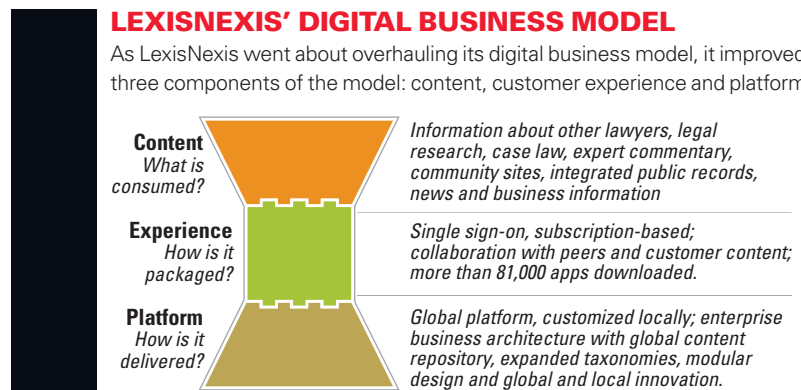 LEXISNEXIS’ DIGITAL BUSINESS MODEL
As LexisNexis went about overhauling its digital business model, it improved
three components of the model: content, customer experience and platform
Content
What is
consumed?
Information about other lawyers, legal
research, case law, expert commentary,
community sites, integrated public records,
news and business information
Experience
How is it
packaged?
Single sign-on, subscription-based;
collaboration with peers and customer content;
more than 81,000 apps downloaded.
Platform
How is it
delivered?
Global platform, customized locally; enterprise
business architecture with global content
repository, expanded taxonomies, modular
design and global and local innovation.